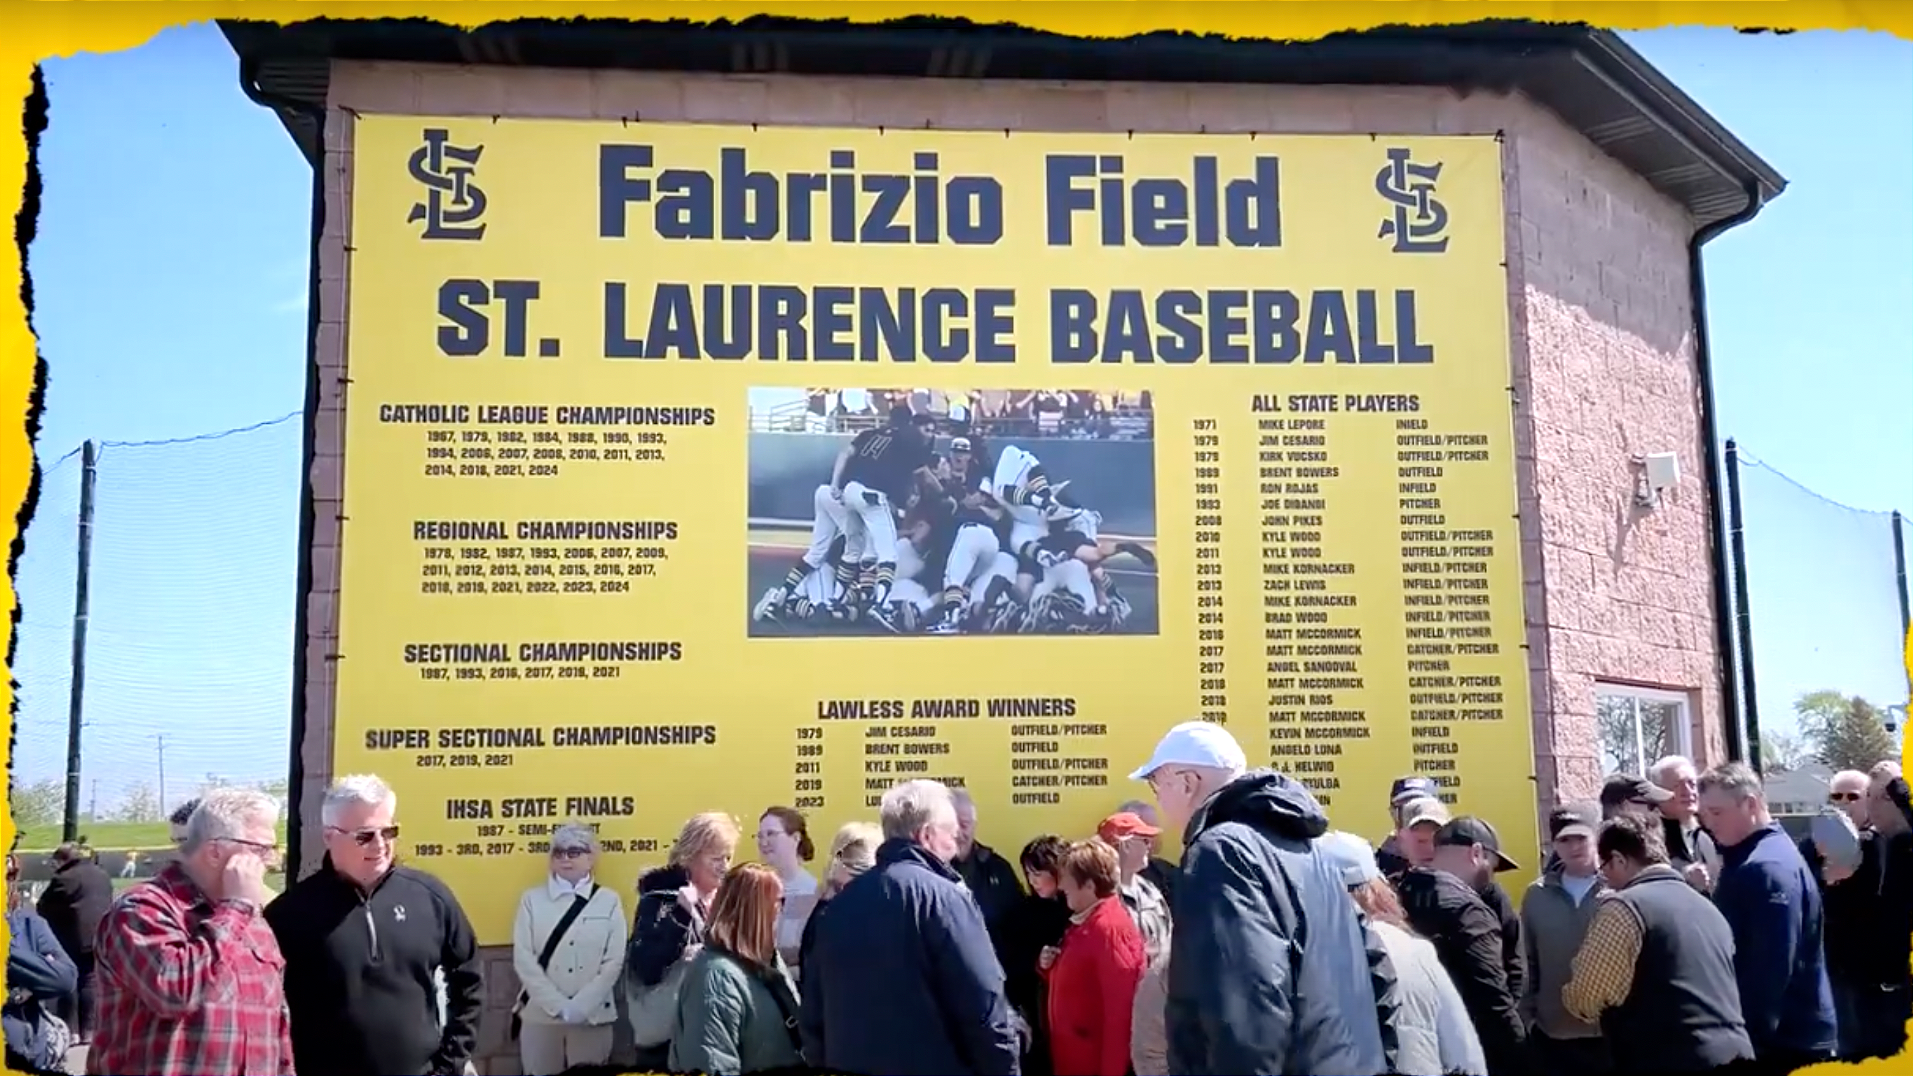 Fabrizio Field
ST. LAURENCE BASEBALL
CATHOLIC LEAGUE CHAMPIONSHIPS
1967, 1979, 1982, 1984, 1988, 1990, 1993,
1994, 2006, 2007, 2008, 2010, 2011, 2013,
2014, 2018, 2021, 2024
REGIONAL CHAMPIONSHIPS
1978, 1982, 1987, 1993, 2006, 2007, 2009,
2011, 2012, 2013, 2014, 2015, 2016, 2017,
2018, 2019, 2021, 2022, 2023, 2024
SECTIONAL CHAMPIONSHIPS
1987, 1993, 2016, 2017, 2019, 2021
SUPER SECTIONAL CHAMPIONSHIPS
2017, 2019, 2021
IHSA STATE FINALS
1987 - SEMI-
1993 - 3RD, 2017 - 3RD 2ND, 2021 -
LAWLESS AWARD WINNERS
1979 JIM CESARIO OUTFIELD/PITCHER
1989 BRENT BOWERS OUTFIELD
2011 KYLE WOOD OUTFIELD/PITCHER
2019 MATT CATCHER/PITCHER
2023 OUTFIELD
ALL STATE PLAYERS
1971 MIKE LEPORE INIELD
1979 JIM CESARIO OUTFIELD/PITCHER
1979 KIRK VUCSKO OUTFIELD/PITCHER
1989 BRENT BOWERS OUTFIELD
1991 RON ROJAS INFIELD
1993 JOE DIBANDI PITCHER
2008 JOHN PIKES OUTFIELD
2010 KYLE WOOD OUTFIELD/PITCHER
2011 KYLE WOOD OUTFIELD/PITCHER
2013 MIKE KORNACKER INFIELD/PITCHER
2013 ZACH LEWIS INFIELD/PITCHER
2014 MIKE KORNACKER INFIELD/PITCHER
2014 BRAD WOOD INFIELD/PITCHER
2016 MATT MCCORMICK INFIELD/PITCHER
2017 MATT MCCORMICK CATCHER/PITCHER
2017 ANGEL SANDOVAL PITCHER
2018 MATT MCCORMICK CATCHER/PITCHER
2018 JUSTIN RIOS OUTFIELD/PITCHER
2019 MATT MCCORMICK CATCHER/PITCHER
KEVIN MCCORMICK INFIELD
ANGELO LUNA OUTFIELD
C.J. HELWIG PITCHER